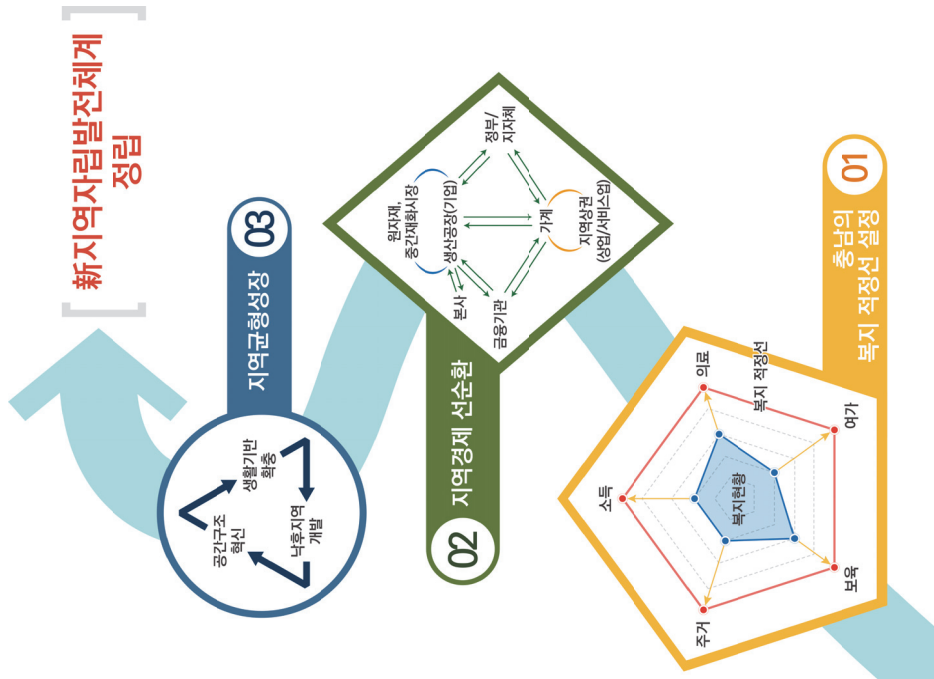 新지역자립발전체계
정립
03
지역균형성장
공간구조
혁신
생활기반
확충
낙후지역
개발
02
지역경제 선순환
원자재,
중간재화시장
생산공장(기업)
정부/
지자체
본사
금융기관
가계
지역상권
(상업/서비스업)
01
충남의
복지 적정선 설정
소득
의료
복지 적정선
여가
보육
주거
복지현황